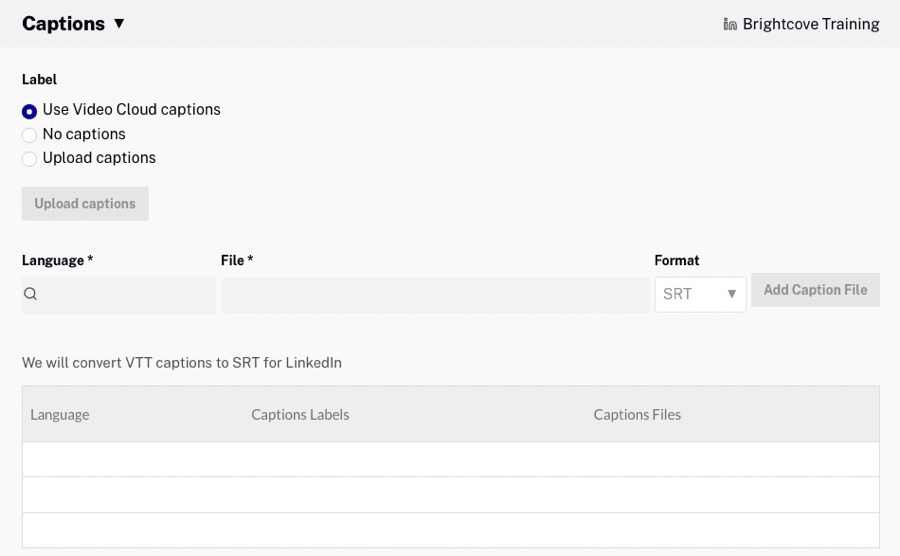 Captions ▼
in Brightcove Training
Label
Use Video Cloud captions
No captions
Upload captions
Upload captions
Language * File * Format
SRT ▼ Add Caption File
We will convert VTT captions to SRT for LinkedIn
Language Captions Labels Captions Files